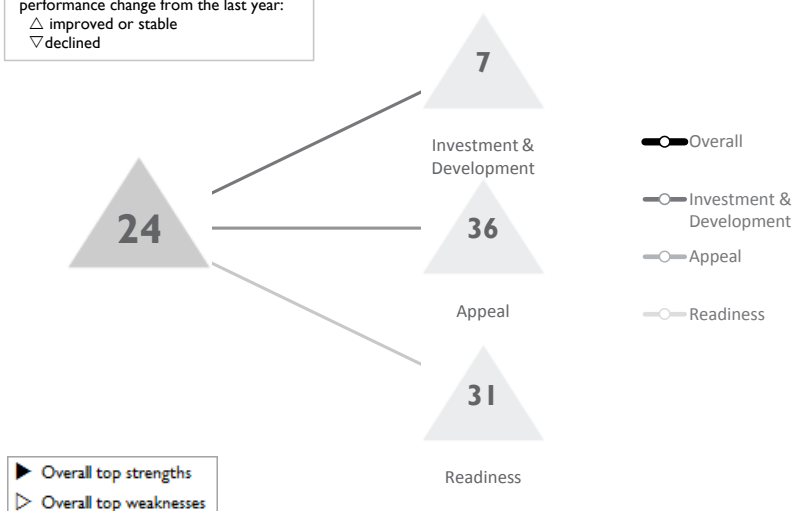 performance change from the last year:
△ improved or stable
▽ declined
7
Investment &
Development
24
36
Appeal
31
Readiness
Overall
Investment &
Development
Appeal
Readiness
▶ Overall top strengths
▷ Overall top weaknesses